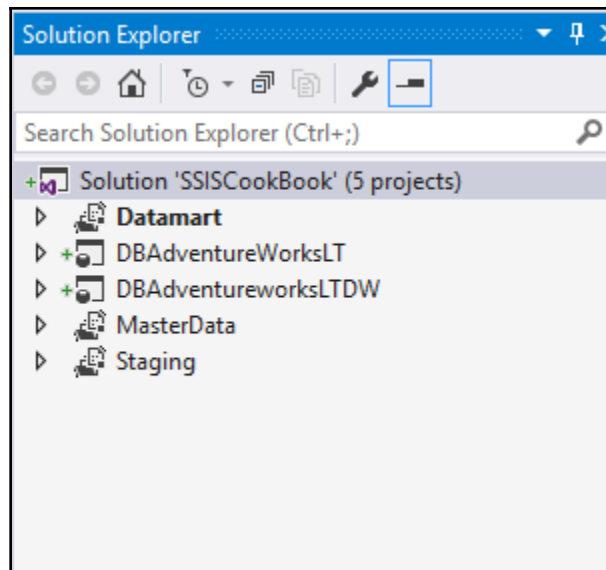 Solution Explorer
Search Solution Explorer (Ctrl+;)
Solution 'SSISCookBook' (5 projects)
Datamart
DBAdventureWorksLT
DBAdventureworksLTDW
MasterData
Staging